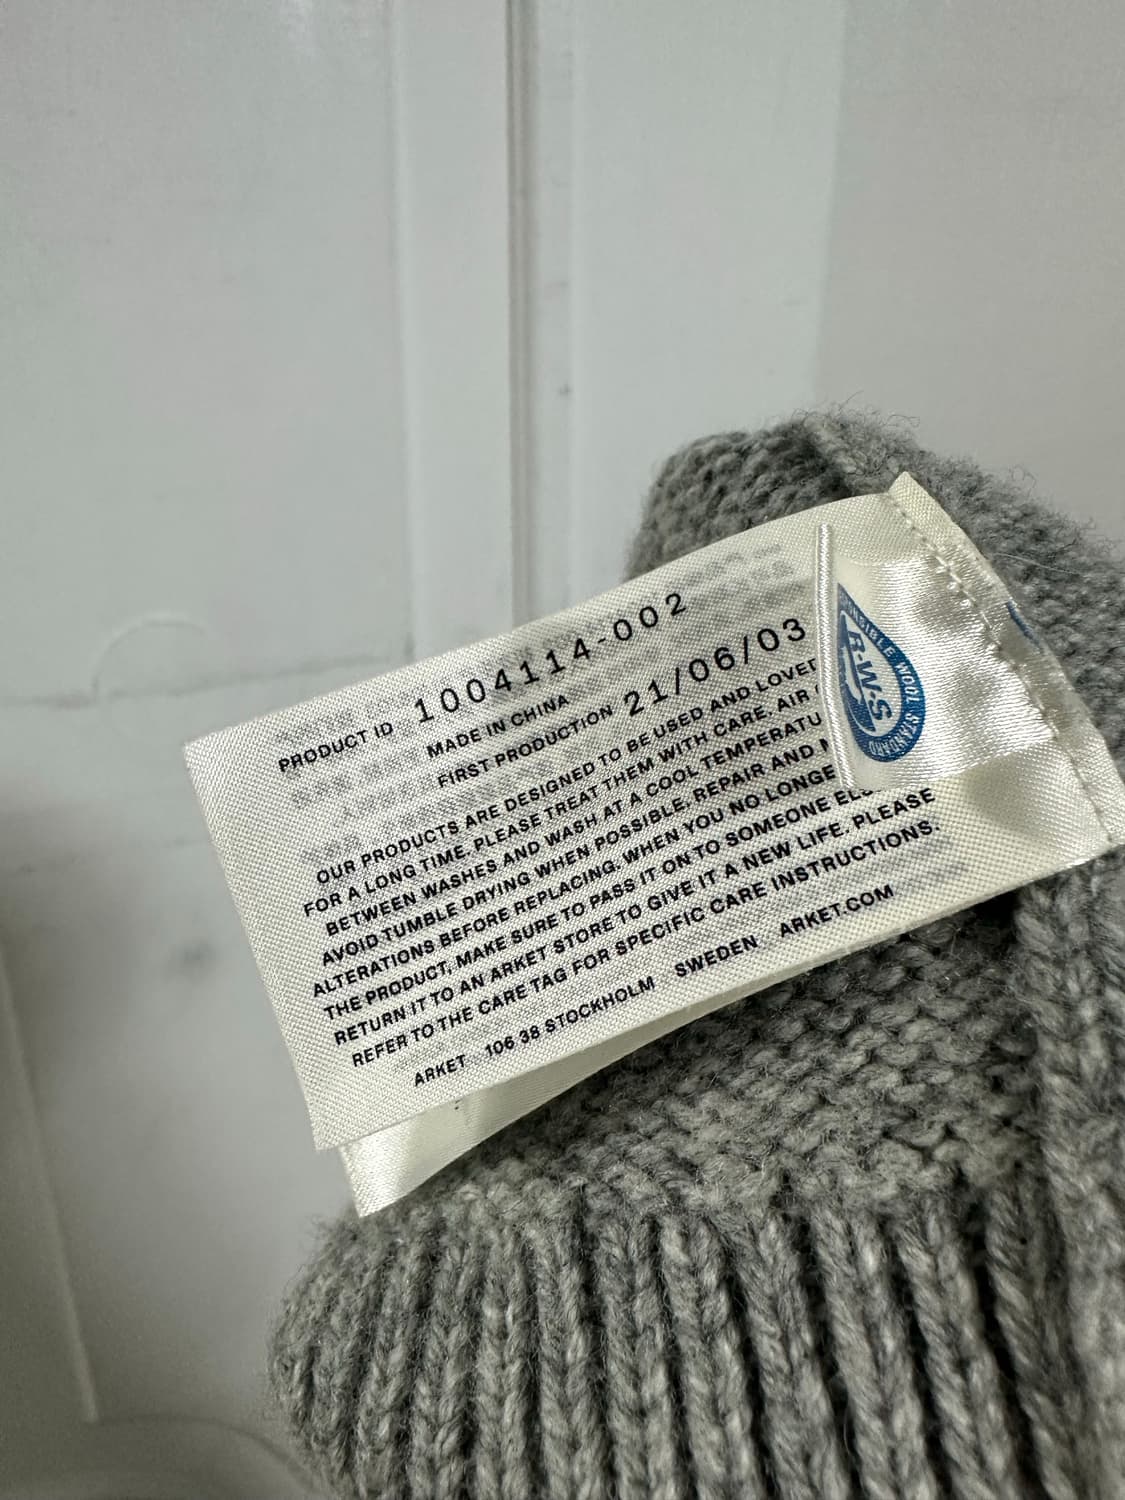 PRODUCT ID 1004114-002
MADE IN CHINA
FIRST PRODUCTION 21/06/03
OUR PRODUCTS ARE DESIGNED TO BE USED AND LOVED
FOR A LONG TIME. PLEASE TREAT THEM WITH CARE. AIR
BETWEEN WASHES AND WASH AT A COOL
AVOID TUMBLE DRYING WHEN POSSIBLE. REPAIR AND
ALTERATIONS BEFORE REPLACING. WHEN YOU NO
THE PRODUCT, MAKE SURE TO PASS IT ON TO SOMEONE
RETURN IT TO AN ARKET STORE TO GIVE IT A NEW LIFE. PLEASE
REFER TO THE CARE TAG FOR SPECIFIC CARE INSTRUCTIONS.
ARKET 106 38 STOCKHOLM SWEDEN ARKET.COM
WOOL STANDARD
R·W·S